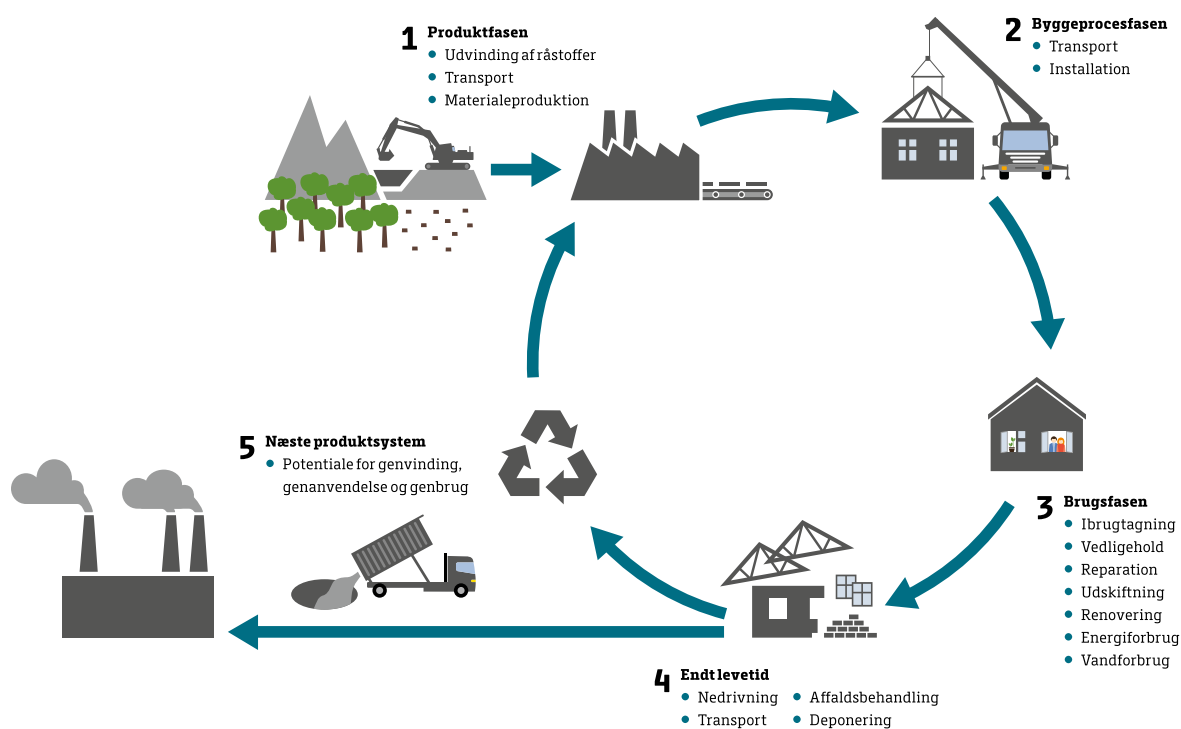 1 Produktfasen
Udvinding af råstoffer
Transport
Materialeproduktion
2 Byggeprocesfasen
Transport
Installation
3 Brugsfasen
Ibrugtagning
Vedligehold
Reparation
Udskiftning
Renovering
Energiforbrug
Vandforbrug
4 Endt levetid
Nedrivning
Transport
Affaldsbehandling
Deponering
5 Næste produktsystem
Potentiale for genvinding,
genanvendelse og genbrug